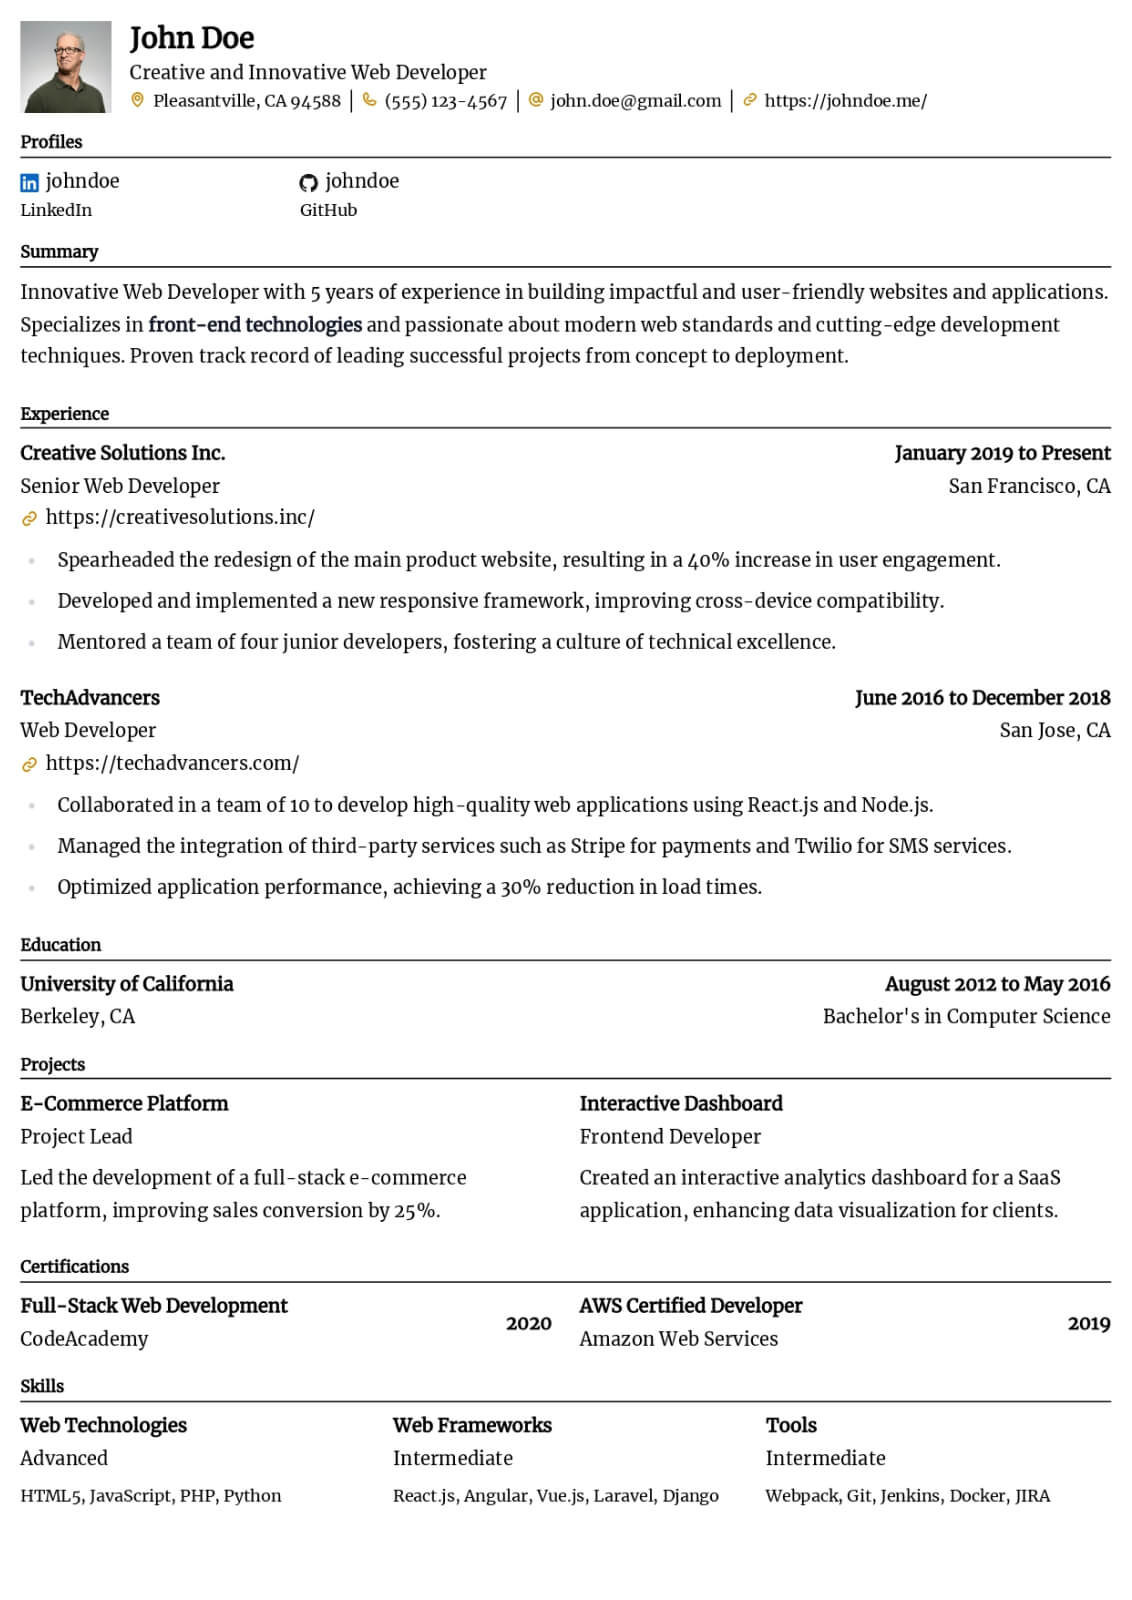 John Doe
Creative and Innovative Web Developer
Pleasantville, CA 94588 | (555) 123-4567 | john.doe@gmail.com | https://johndoe.me/
Profiles
johndoe
LinkedIn
johndoe
GitHub
Summary
Innovative Web Developer with 5 years of experience in building impactful and user-friendly websites and applications.
Specializes in front-end technologies and passionate about modern web standards and cutting-edge development
techniques. Proven track record of leading successful projects from concept to deployment.
Experience
Creative Solutions Inc. January 2019 to Present
Senior Web Developer San Francisco, CA
https://creativesolutions.inc/
• Spearheaded the redesign of the main product website, resulting in a 40% increase in user engagement.
• Developed and implemented a new responsive framework, improving cross-device compatibility.
• Mentored a team of four junior developers, fostering a culture of technical excellence.
TechAdvancers June 2016 to December 2018
Web Developer San Jose, CA
https://techadvancers.com/
• Collaborated in a team of 10 to develop high-quality web applications using React.js and Node.js.
• Managed the integration of third-party services such as Stripe for payments and Twilio for SMS services.
• Optimized application performance, achieving a 30% reduction in load times.
Education
University of California August 2012 to May 2016
Berkeley, CA Bachelor's in Computer Science
Projects
E-Commerce Platform
Project Lead
Led the development of a full-stack e-commerce
platform, improving sales conversion by 25%.
Interactive Dashboard
Frontend Developer
Created an interactive analytics dashboard for a SaaS
application, enhancing data visualization for clients.
Certifications
Full-Stack Web Development
CodeAcademy
2020
AWS Certified Developer
Amazon Web Services
2019
Skills
Web Technologies
Advanced
HTML5, JavaScript, PHP, Python
Web Frameworks
Intermediate
React.js, Angular, Vue.js, Laravel, Django
Tools
Intermediate
Webpack, Git, Jenkins, Docker, JIRA